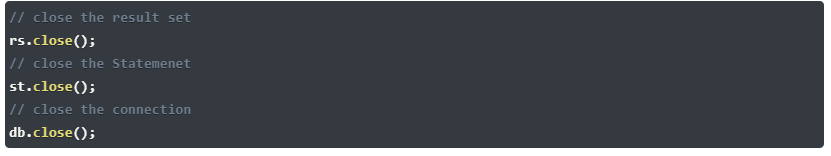 // close the result set
rs.close();
// close the Statemenet
st.close();
// close the connection
db.close();